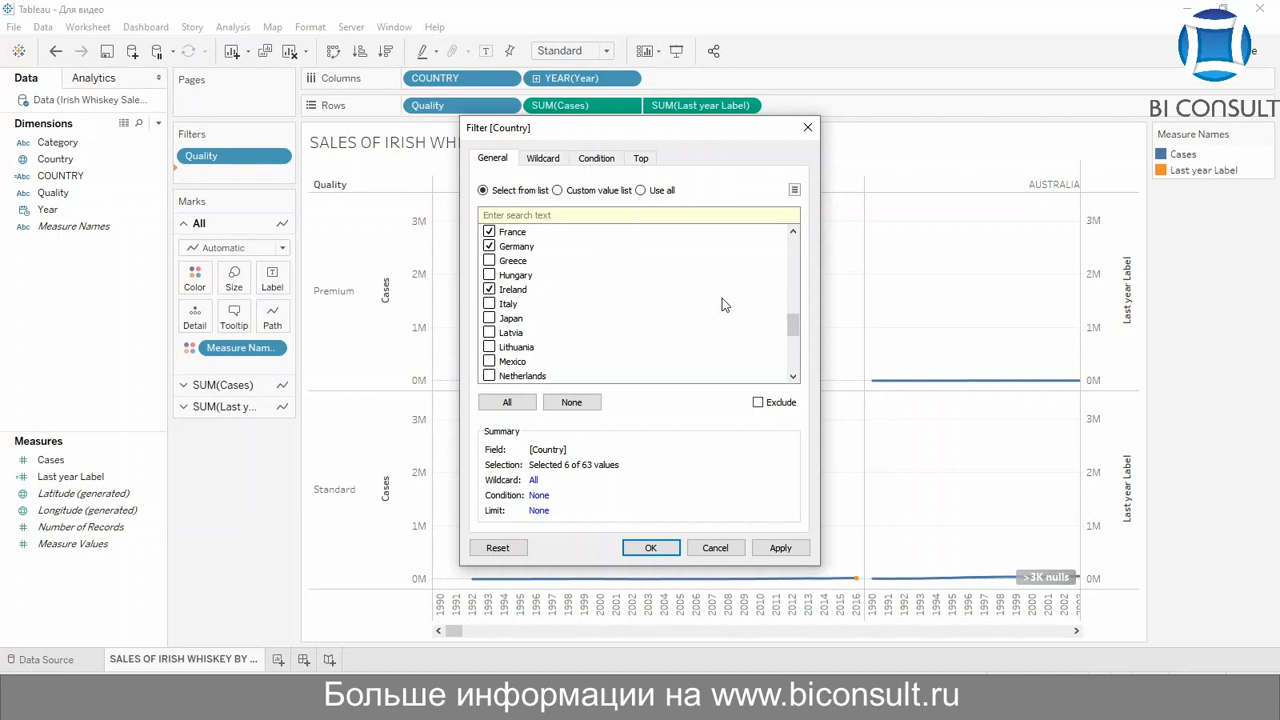 Tableau - Для видео
File Data Worksheet Dashboard Story Analysis Map Format Server Window Help
Standard
Data Analytics
Data (Irish Whiskey Sale...
Dimensions
Abc Category
Country
Abc COUNTRY
Abc Quality
Year
Abc Measure Names
Measures
Cases
Last year Label
Latitude (generated)
Longitude (generated)
Number of Records
Measure Values
Pages
Filters
Quality
Marks
All
Automatic
Color Size Label
Detail Tooltip Path
Measure Nam..
SUM(Cases)
SUM(Last y...
Columns COUNTRY YEAR(Year)
Rows Quality SUM(Cases) SUM(Last year Label)
SALES OF IRISH WHI
Quality
AUSTRALIA
Premium
Cases
3M
2M
1M
0M
3M
2M
1M
0M
Last year Label
Standard
Cases
3M
2M
1M
0M
3M
2M
1M
0M
Last year Label
>3K nulls
1990 1991 1992 1993 1994 1995 1996 1997 1998 1999 2000 2001 2002 2003 2004 2005 2006 2007 2008 2009 2010 2011 2012 2013 2014 2015 2016 1990 1991 1992 1993 1994 1995 1996 1997 1998 1999 2000 2001 2002
Filter [Country]
General Wildcard Condition Top
Select from list Custom value list Use all
Enter search text
France
Germany
Greece
Hungary
Ireland
Italy
Japan
Latvia
Lithuania
Mexico
Netherlands
All None Exclude
Summary
Field: [Country]
Selection: Selected 6 of 63 values
Wildcard: All
Condition: None
Limit: None
Reset OK Cancel Apply
BI CONSULT
Measure Names
Cases
Last year Label
Data Source SALES OF IRISH WHISKEY BY ...
Больше информации на www.biconsult.ru